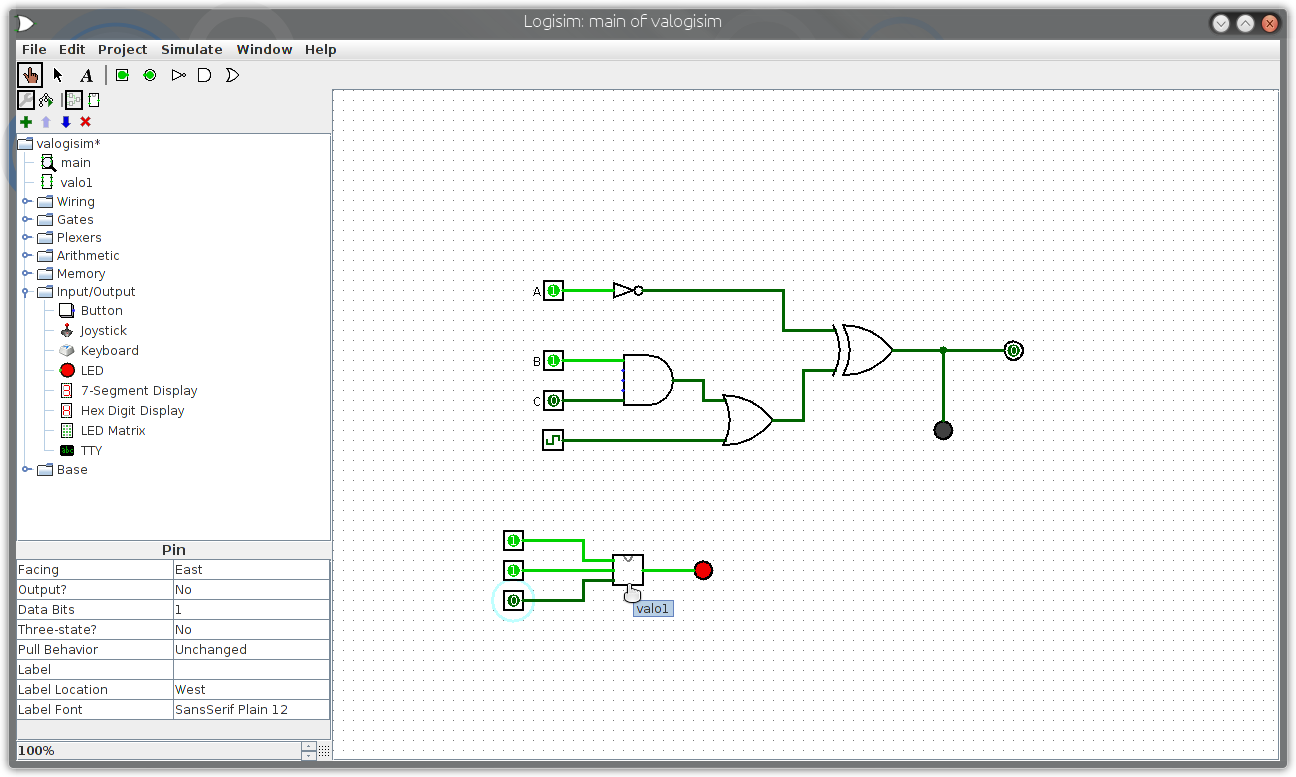 Logisim: main of valogisim
File Edit Project Simulate Window Help
A
valogisim*
main
valo1
Wiring
Gates
Plexers
Arithmetic
Memory
Input/Output
Button
Joystick
Keyboard
LED
7-Segment Display
Hex Digit Display
LED Matrix
TTY
Base
Pin
Facing East
Output? No
Data Bits 1
Three-state? No
Pull Behavior Unchanged
Label
Label Location West
Label Font SansSerif Plain 12
100%
A 1
B 1
C 0
0
1
1
0
valo1